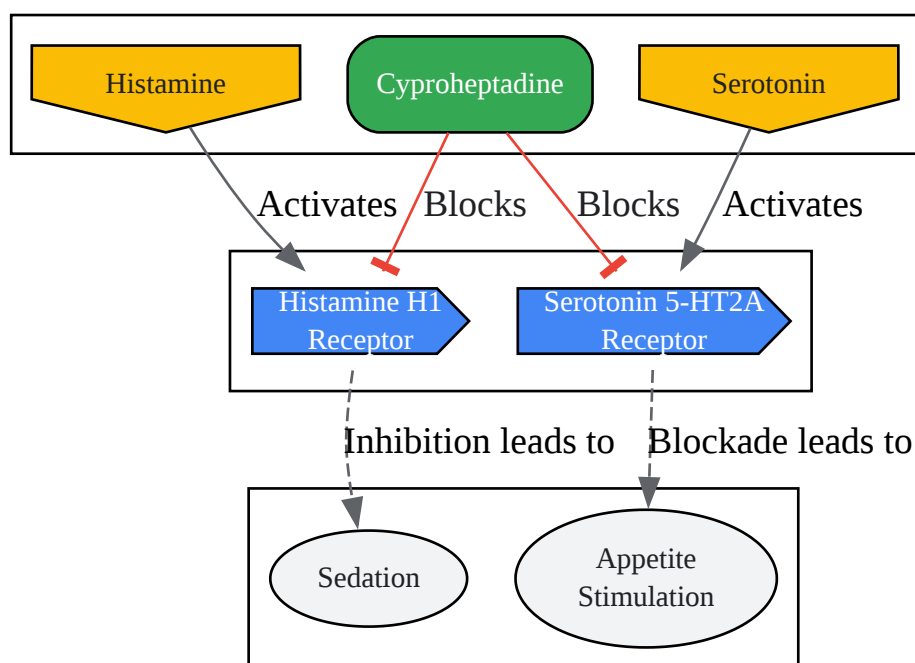 Histamine
Cyproheptadine
Serotonin
Activates
Blocks
Blocks
Activates
Histamine H1
Receptor
Serotonin 5-HT2A
Receptor
Inhibition leads to
Blockade leads to
Sedation
Appetite
Stimulation